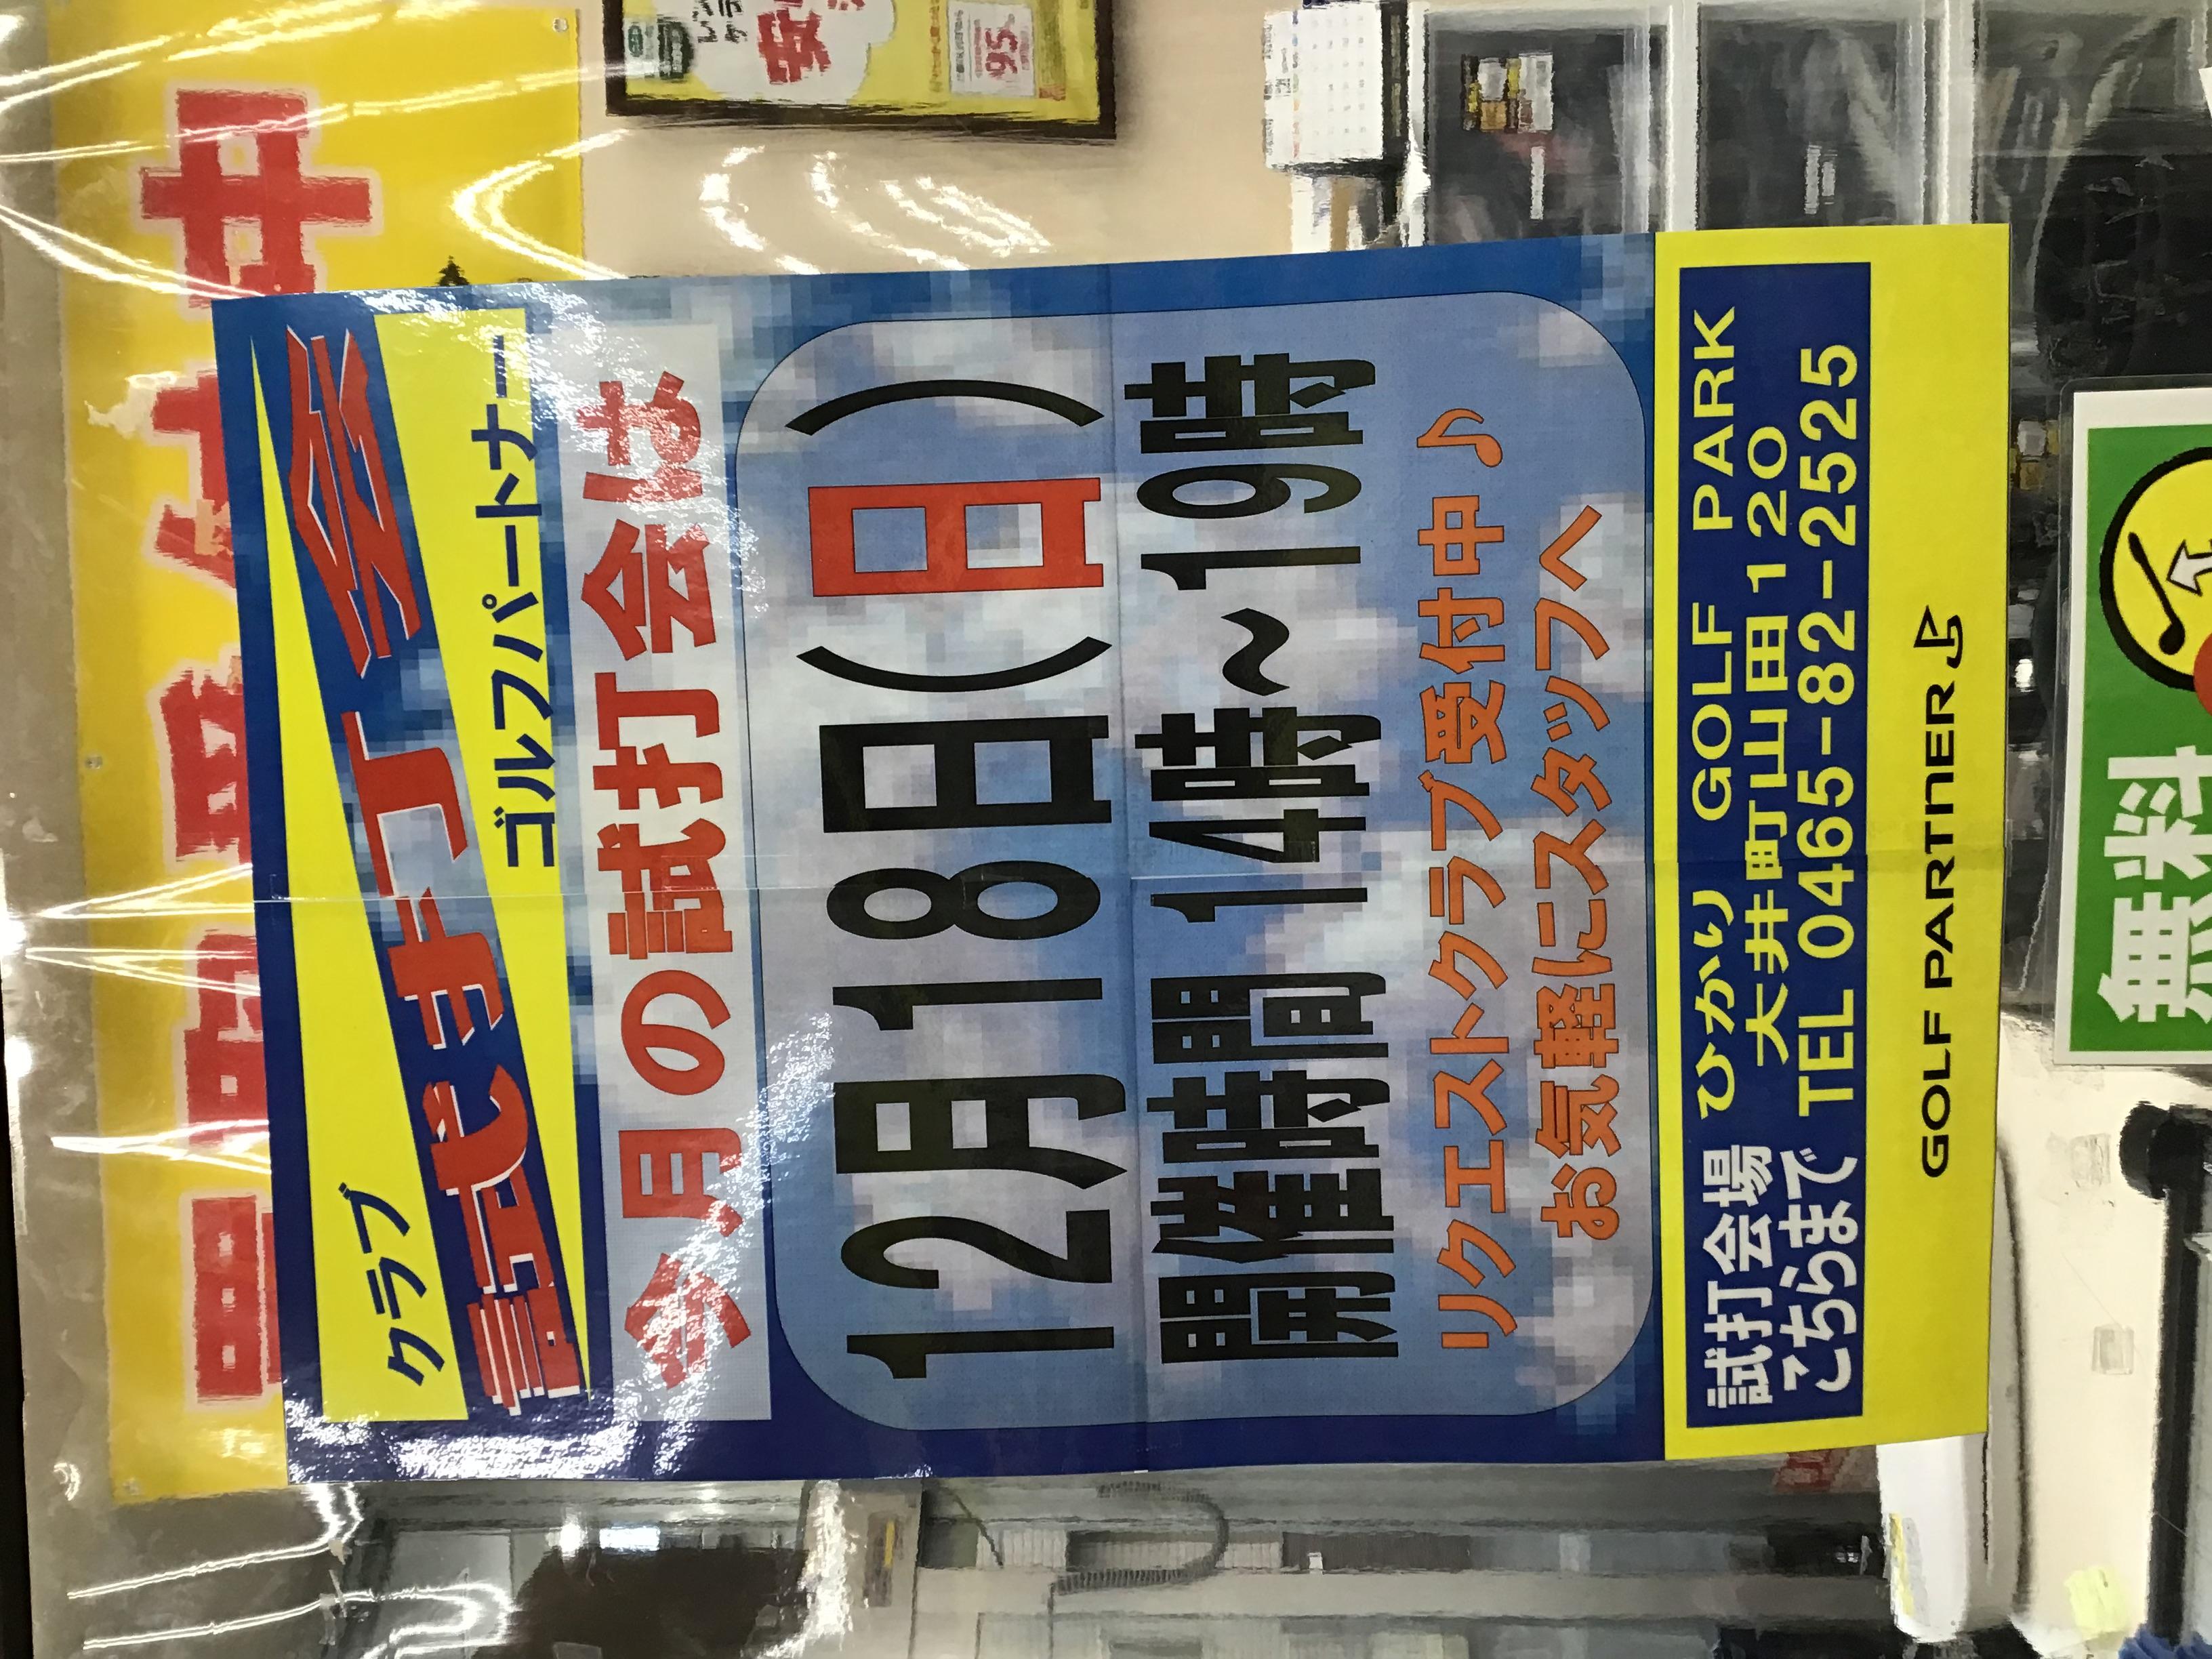 クラブ
試打会
ゴルフパートナー
今月の試打会は
12月18日(日)
開催時間 14時~19時
リクエストクラブ受付中♪
お気軽にスタッフへ
試打会場 ひかり GOLF PARK
こちらまで 大井町山田120
TEL 0465-82-2525
GOLF PARTNER
無料
95